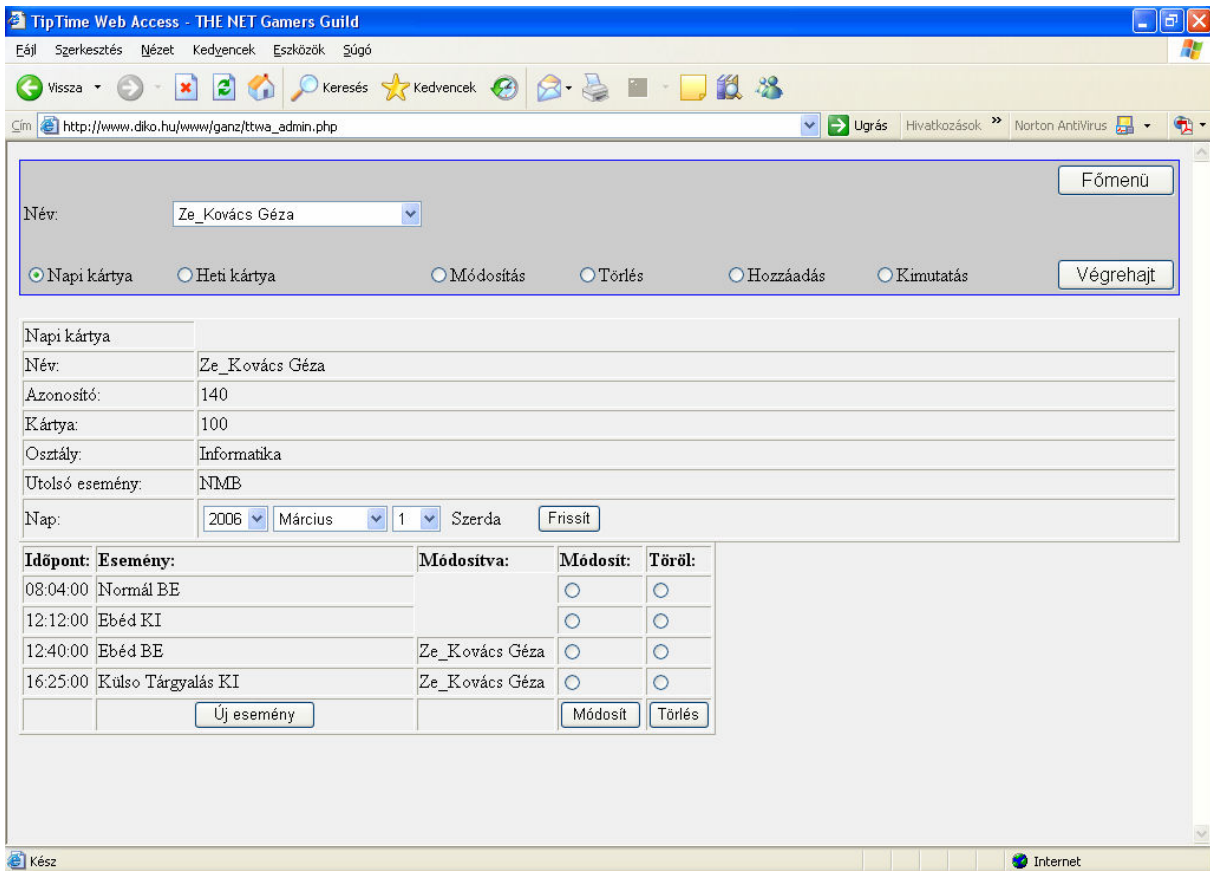 TipTime Web Access - THE NET Gamers Guild
Fájl Szerkesztés Nézet Kedvencek Eszközök Súgó
Vissza Keresés Kedvencek
Cím http://www.diko.hu/www/ganz/ttwa_admin.php Ugrás Hivatkozások » Norton AntiVirus
Főmenü
Név: Ze_Kovács Géza
Napi kártya Heti kártya Módosítás Törlés Hozzáadás Kimutatás Végrehajt
Napi kártya
Név: Ze_Kovács Géza
Azonosító: 140
Kártya: 100
Osztály: Informatika
Utolsó esemény: NMB
Nap: 2006 Március 1 Szerda Frissít
Időpont: Esemény: Módosítva: Módosít: Töröl:
08:04:00 Normál BE
12:12:00 Ebéd KI
12:40:00 Ebéd BE Ze_Kovács Géza
16:25:00 Külso Tárgyalás KI Ze_Kovács Géza
Új esemény Módosít Törlés
Kész Internet